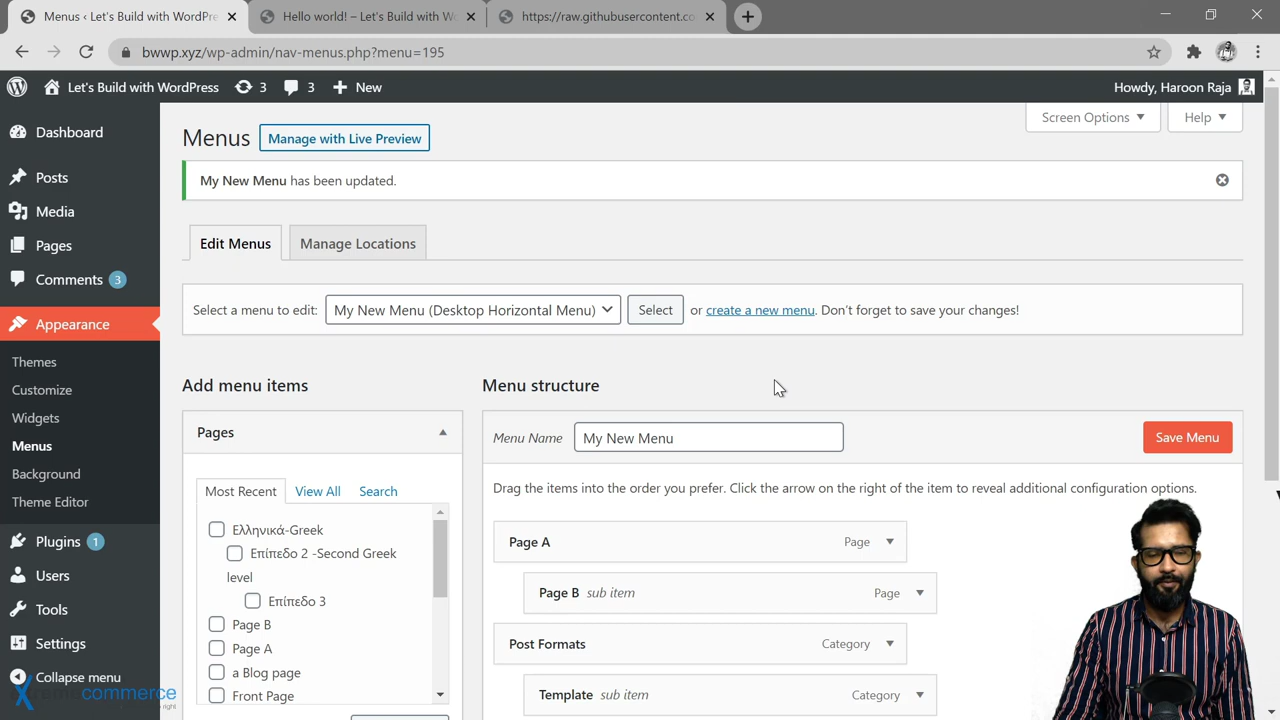 Menus ‹ Let's Build with WordPre
Hello world! – Let's Build with Wo
https://raw.githubusercontent.co
bwwp.xyz/wp-admin/nav-menus.php?menu=195
Let's Build with WordPress
3
3
New
Howdy, Haroon Raja
Dashboard
Posts
Media
Pages
Comments 3
Appearance
Themes
Customize
Widgets
Menus
Background
Theme Editor
Plugins 1
Users
Tools
Settings
Collapse menu
Screen Options
Help
Menus
Manage with Live Preview
My New Menu has been updated.
Edit Menus
Manage Locations
Select a menu to edit: My New Menu (Desktop Horizontal Menu) Select or create a new menu. Don't forget to save your changes!
Add menu items
Pages
Most Recent
View All
Search
Ελληνικά-Greek
Επίπεδο 2 -Second Greek
level
Επίπεδο 3
Page B
Page A
a Blog page
Front Page
Menu structure
Menu Name My New Menu
Save Menu
Drag the items into the order you prefer. Click the arrow on the right of the item to reveal additional configuration options.
Page A Page
Page B sub item Page
Post Formats Category
Template sub item Category